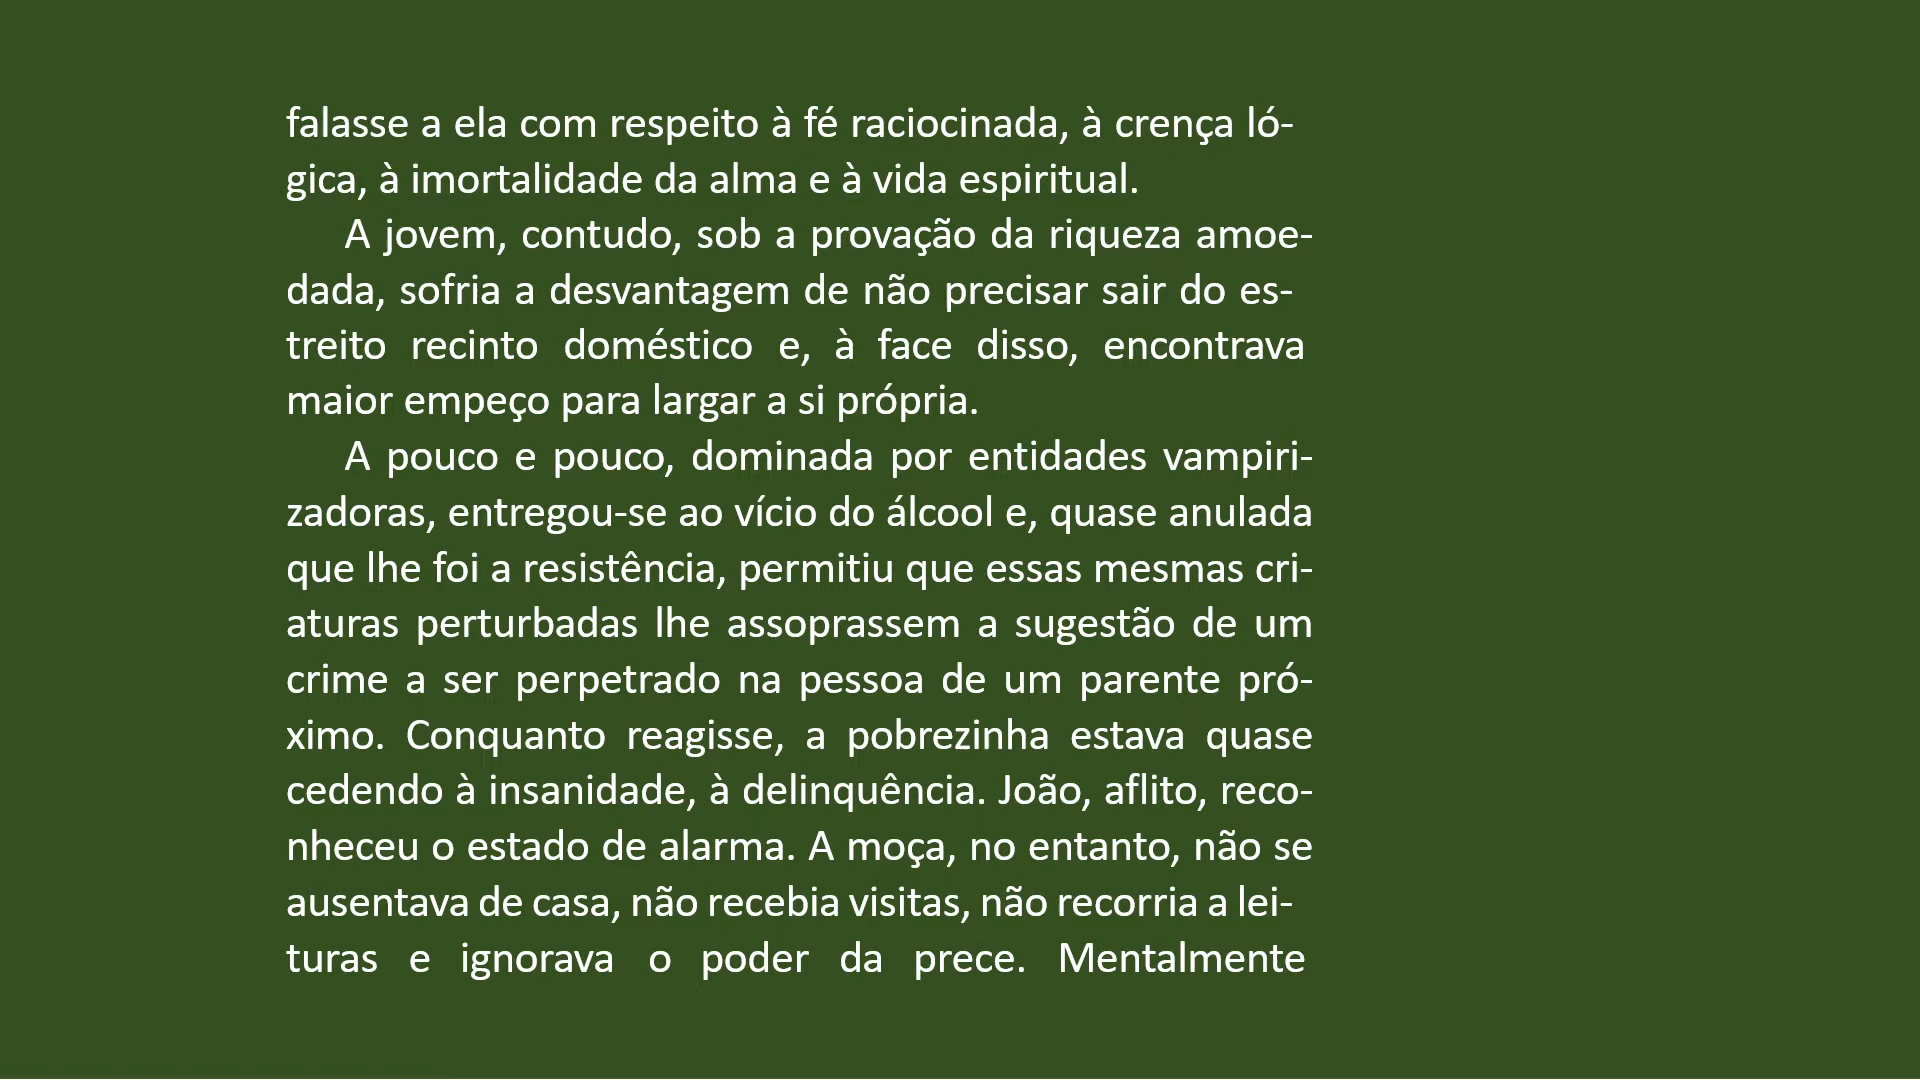 falasse a ela com respeito à fé raciocinada, à crença ló-
gica, à imortalidade da alma e à vida espiritual.
A jovem, contudo, sob a provação da riqueza amoe-
dada, sofria a desvantagem de não precisar sair do es-
treito recinto doméstico e, à face disso, encontrava
maior empeço para largar a si própria.
A pouco e pouco, dominada por entidades vampiri-
zadoras, entregou-se ao vício do álcool e, quase anulada
que lhe foi a resistência, permitiu que essas mesmas cri-
aturas perturbadas lhe assoprassem a sugestão de um
crime a ser perpetrado na pessoa de um parente pró-
ximo. Conquanto reagisse, a pobrezinha estava quase
cedendo à insanidade, à delinquência. João, aflito, reco-
nheceu o estado de alarma. A moça, no entanto, não se
ausentava de casa, não recebia visitas, não recorria a lei-
turas e ignorava o poder da prece. Mentalmente